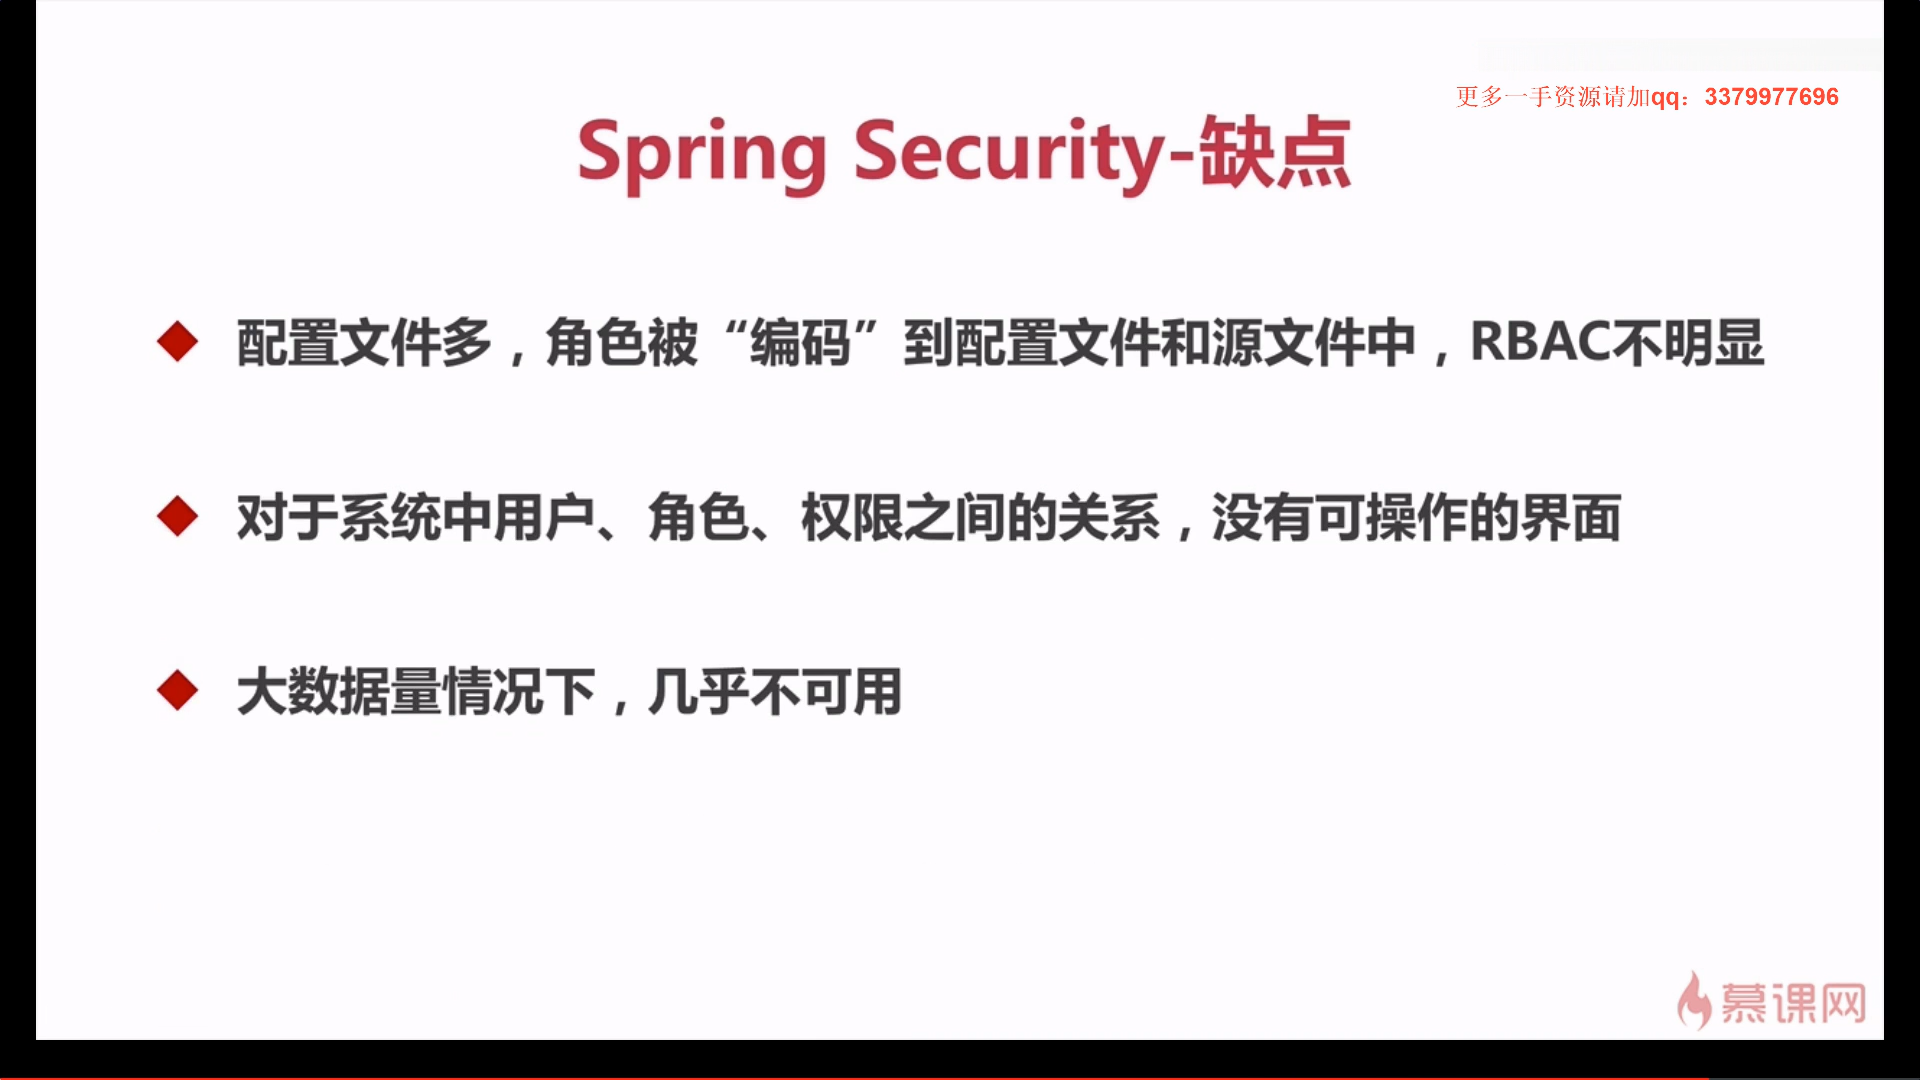 更多一手资源请加qq：3379977696
Spring Security-缺点
配置文件多，角色被“编码”到配置文件和源文件中，RBAC不明显
对于系统中用户、角色、权限之间的关系，没有可操作的界面
大数据量情况下，几乎不可用
慕课网